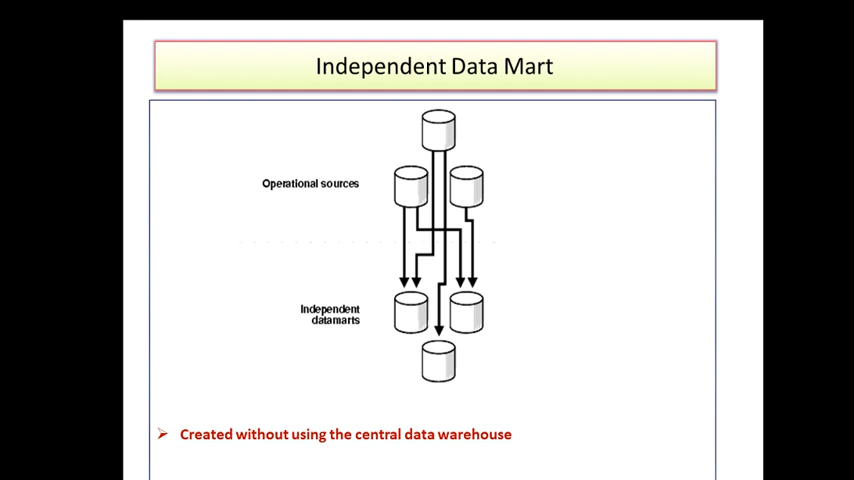 Independent Data Mart
Operational sources
Independent
datamarts
Created without using the central data warehouse